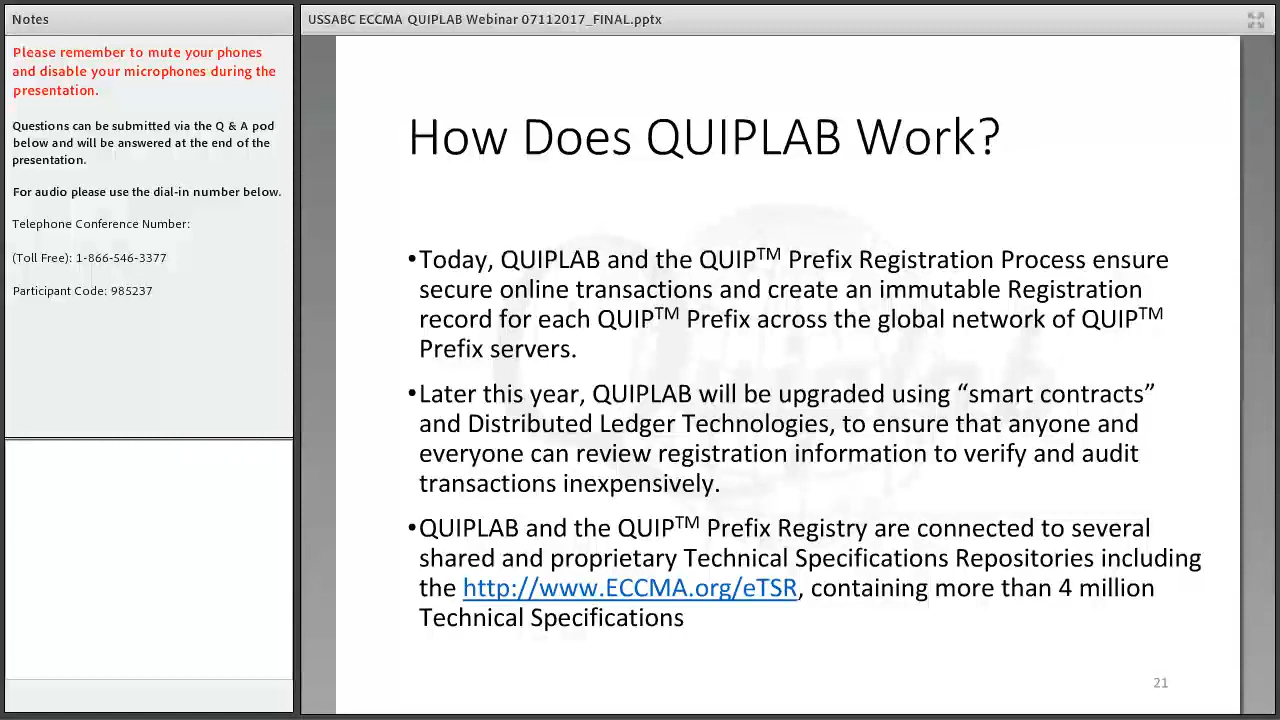 Notes
Please remember to mute your phones
and disable your microphones during the
presentation.
Questions can be submitted via the Q & A pod
below and will be answered at the end of the
presentation.
For audio please use the dial-in number below.
Telephone Conference Number:
(Toll Free): 1-866-546-3377
Participant Code: 985237
USSABC ECCMA QUIPLAB Webinar 07112017_FINAL.pptx
How Does QUIPLAB Work?
•Today, QUIPLAB and the QUIP™ Prefix Registration Process ensure
secure online transactions and create an immutable Registration
record for each QUIP™ Prefix across the global network of QUIP™
Prefix servers.
•Later this year, QUIPLAB will be upgraded using “smart contracts”
and Distributed Ledger Technologies, to ensure that anyone and
everyone can review registration information to verify and audit
transactions inexpensively.
•QUIPLAB and the QUIP™ Prefix Registry are connected to several
shared and proprietary Technical Specifications Repositories including
the http://www.ECCMA.org/eTSR, containing more than 4 million
Technical Specifications
21